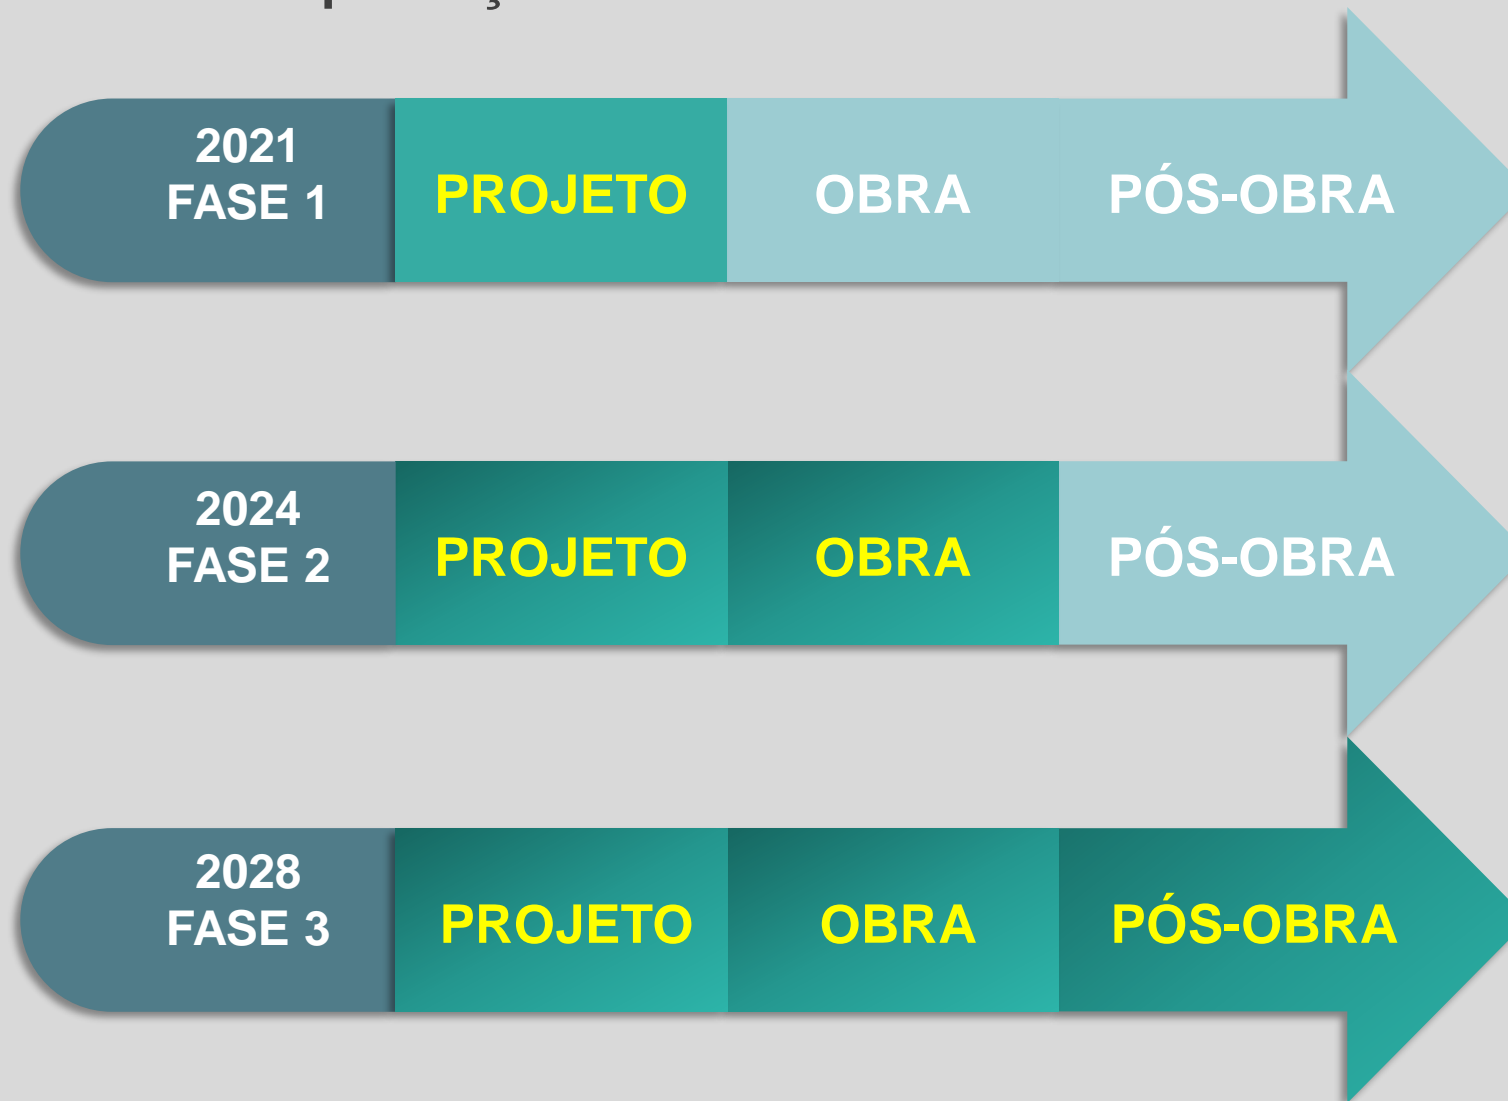 2021
FASE 1
PROJETO
OBRA
PÓS-OBRA
2024
FASE 2
PROJETO
OBRA
PÓS-OBRA
2028
FASE 3
PROJETO
OBRA
PÓS-OBRA